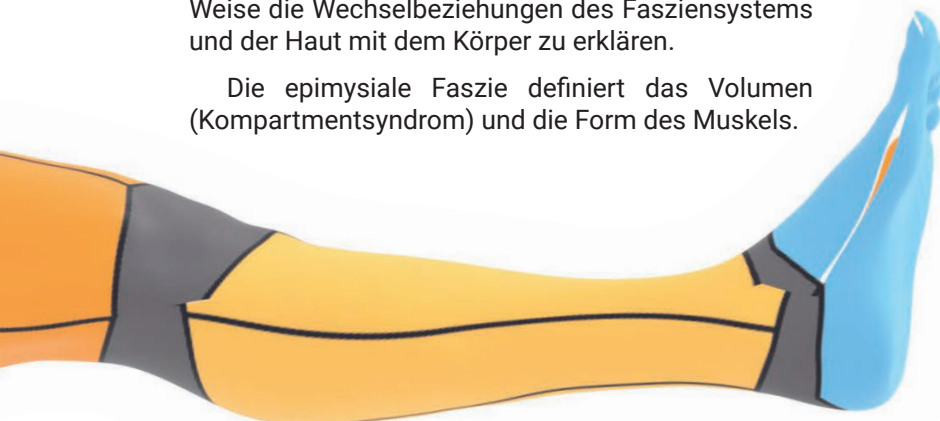 Weise die Wechselbeziehungen des Fasziensystems
und der Haut mit dem Körper zu erklären.
Die epimysiale Faszie definiert das Volumen
(Kompartmentsyndrom) und die Form des Muskels.